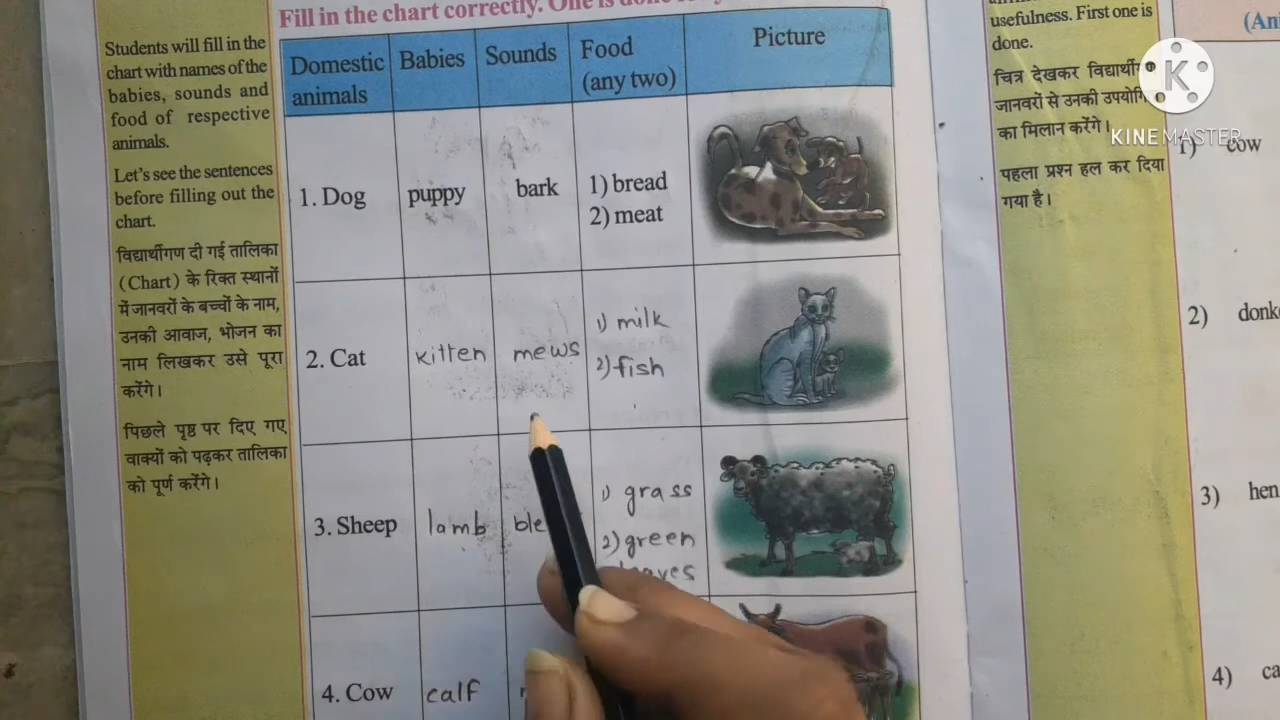 Fill in the chart correctly. One is
Students will fill in the
chart with names of the
babies, sounds and
food of respective
animals.
Let's see the sentences
before filling out the
chart.
विद्यार्थीगण दी गई तालिका
(Chart) के रिक्त स्थानों
में जानवरों के बच्चों के नाम,
उनकी आवाज, भोजन का
नाम लिखकर उसे पूरा
करेंगे।
पिछले पृष्ठ पर दिए गए
वाक्यों को पढ़कर तालिका
को पूर्ण करेंगे।
Domestic animals Babies Sounds Food (any two) Picture
1. Dog puppy bark 1) bread
2) meat
2. Cat kitten mews 1) milk
2) fish
3. Sheep lamb 1) grass
2) green
leaves
4. Cow calf
usefulness. First one is
done.
चित्र देखकर विद्यार्थीगण
जानवरों से उनकी उपयोगि
का मिलान करेंगे।
पहला प्रश्न हल कर दिया
गया है।
(An
1) cow
2) donk
3) hen
4) ca
K
KINEMASTER